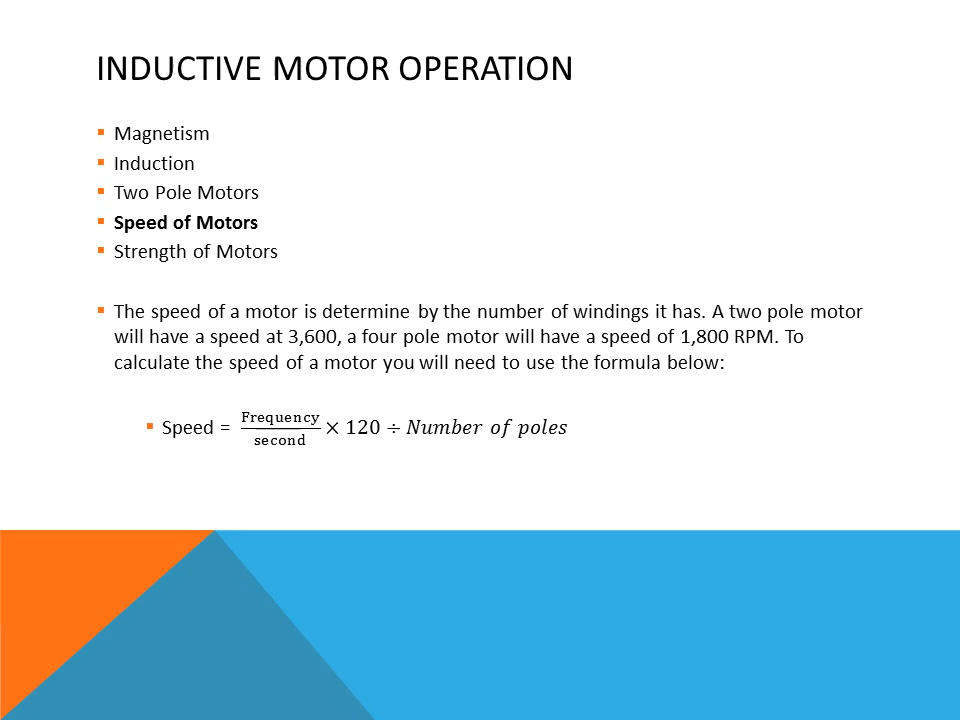 INDUCTIVE MOTOR OPERATION
Magnetism
Induction
Two Pole Motors
Speed of Motors
Strength of Motors
The speed of a motor is determine by the number of windings it has. A two pole motor
will have a speed at 3,600, a four pole motor will have a speed of 1,800 RPM. To
calculate the speed of a motor you will need to use the formula below:
Speed = Frequency/second × 120 ÷ Number of poles